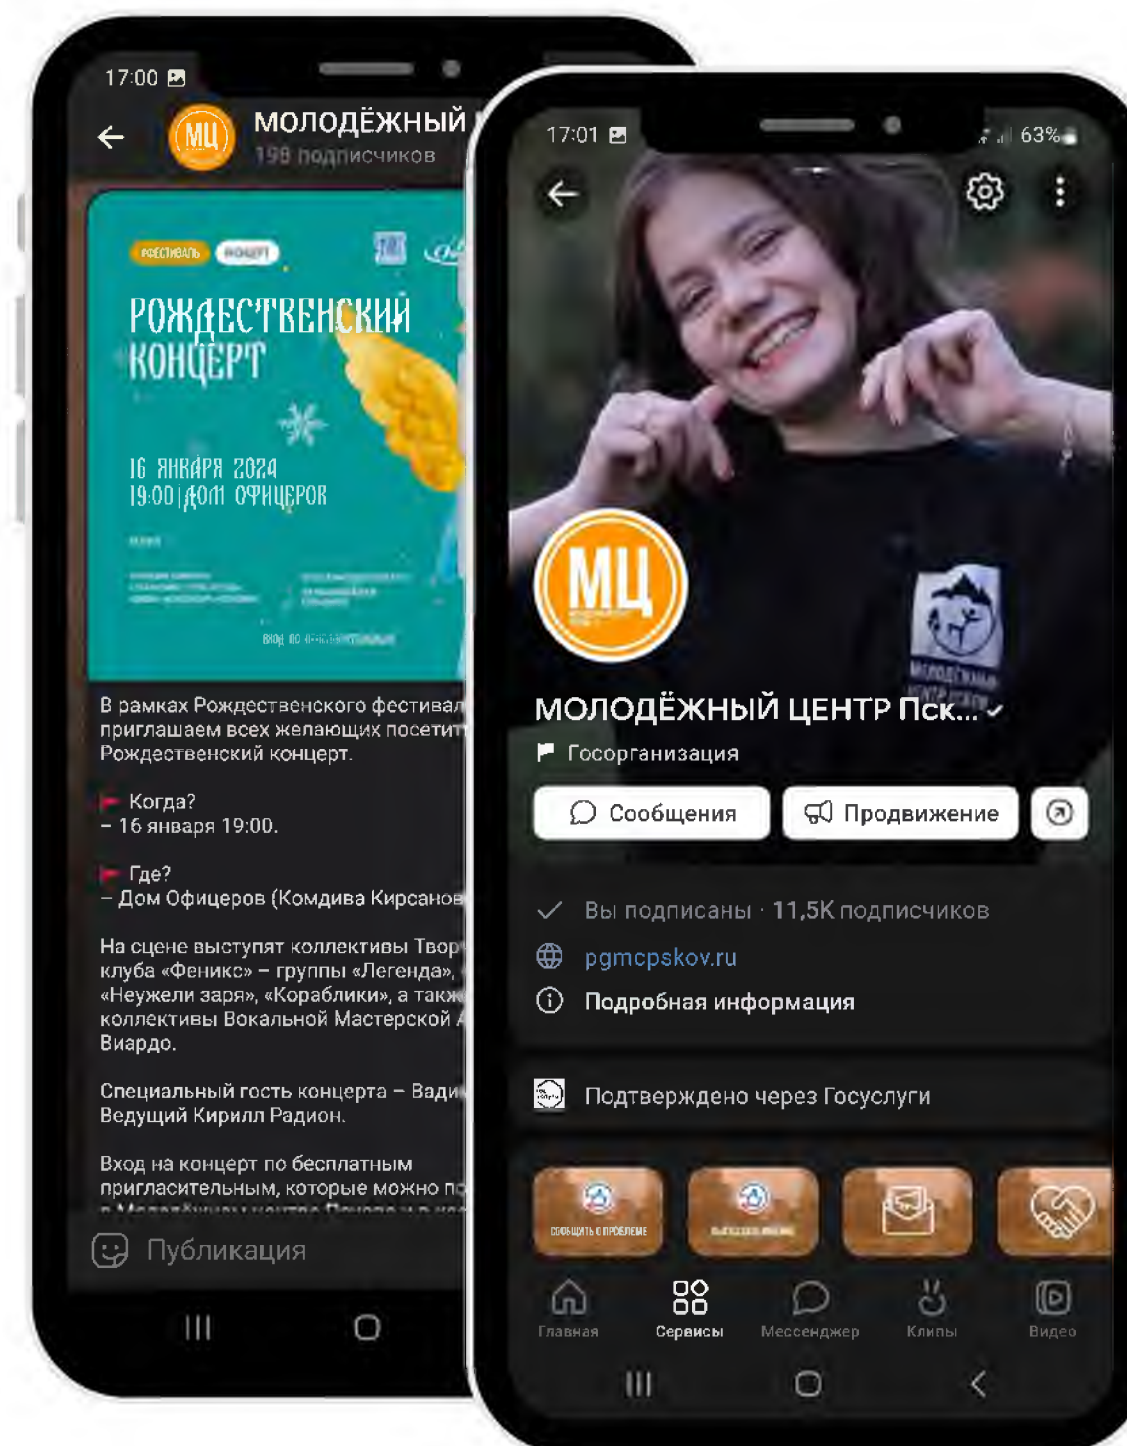 17:00
МОЛОДЁЖНЫЙ
198 подписчиков
#ФЕСТИВАЛЬ
РОЖДЕСТВЕНСКИЙ
КОНЦЕРТ
16 ЯНВАРЯ 2024
19:00|ДОМ ОФИЦЕРОВ
В рамках Рождественского фестивал
приглашаем всех желающих посетит
Рождественский концерт.
Когда?
– 16 января 19:00.
Где?
– Дом Офицеров (Комдива Кирсанов
На сцене выступят коллективы Твор
клуба «Феникс» – группы «Легенда»,
«Неужели заря», «Кораблики», а такж
коллективы Вокальной Мастерской
Виардо.
Специальный гость концерта – Вади
Ведущий Кирилл Радион.
Вход на концерт по бесплатным
пригласительным, которые можно по
Публикация
17:01
63%
МЦ
МОЛОДЁЖНЫЙ ЦЕНТР Пск...
Госорганизация
Сообщения
Продвижение
Вы подписаны · 11,5K подписчиков
pgmcpskov.ru
Подробная информация
Подтверждено через Госуслуги
СООБЩИТЬ О ПРОБЛЕМЕ
Главная
Сервисы
Мессенджер
Клипы
Видео